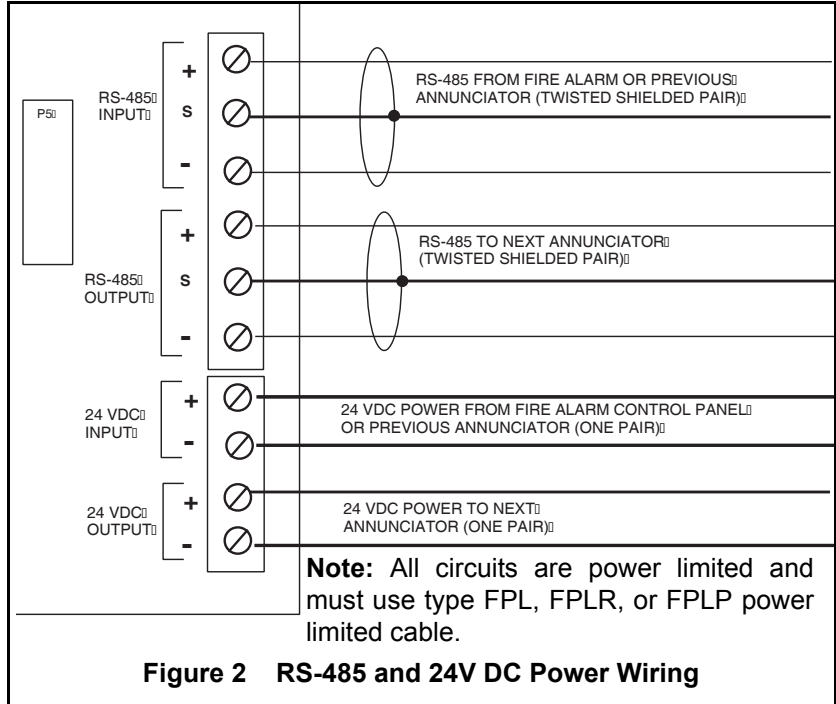 P5
RS-485
INPUT
+
S
-
RS-485 FROM FIRE ALARM OR PREVIOUS
ANNUNCIATOR (TWISTED SHIELDED PAIR)
RS-485
OUTPUT
+
S
-
RS-485 TO NEXT ANNUNCIATOR
(TWISTED SHIELDED PAIR)
24 VDC
INPUT
+
-
24 VDC POWER FROM FIRE ALARM CONTROL PANEL
OR PREVIOUS ANNUNCIATOR (ONE PAIR)
24 VDC
OUTPUT
+
-
24 VDC POWER TO NEXT
ANNUNCIATOR (ONE PAIR)
Note: All circuits are power limited and
must use type FPL, FPLR, or FPLP power
limited cable.
Figure 2 RS-485 and 24V DC Power Wiring